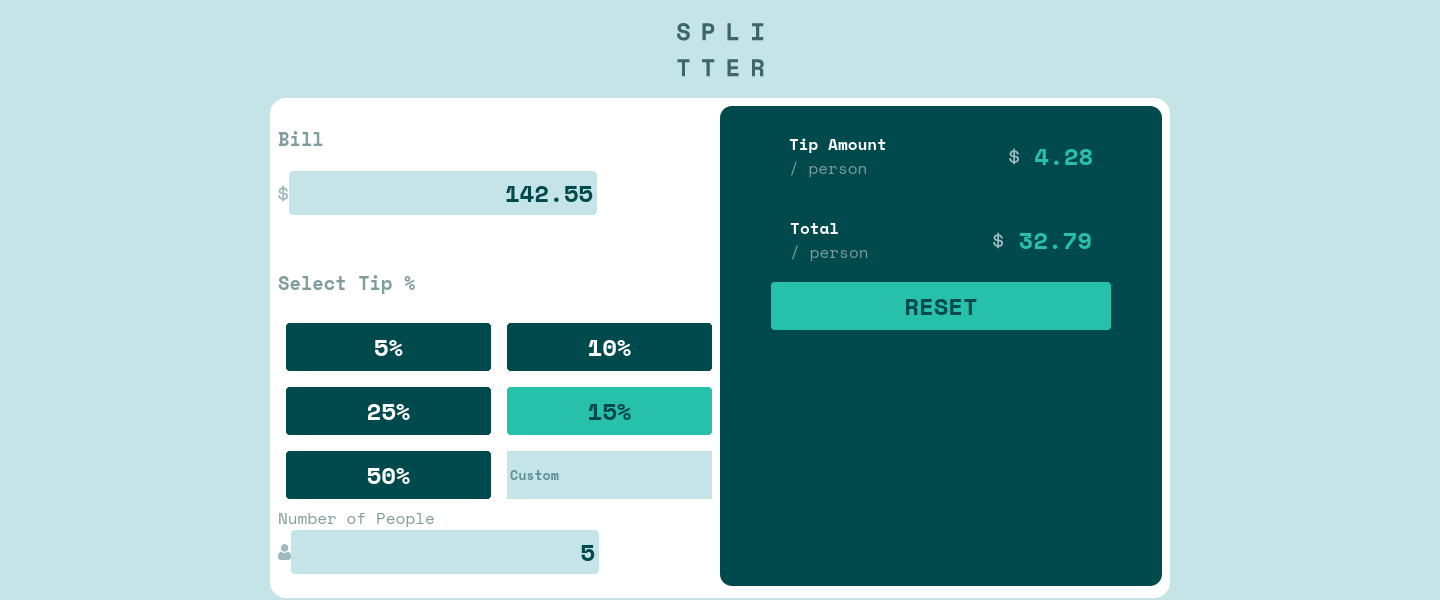 SPLI
TTER
Bill
$ 142.55
Select Tip %
5% 10%
25% 15%
50% Custom
Number of People
5
Tip Amount
/ person
$ 4.28
Total
/ person
$ 32.79
RESET